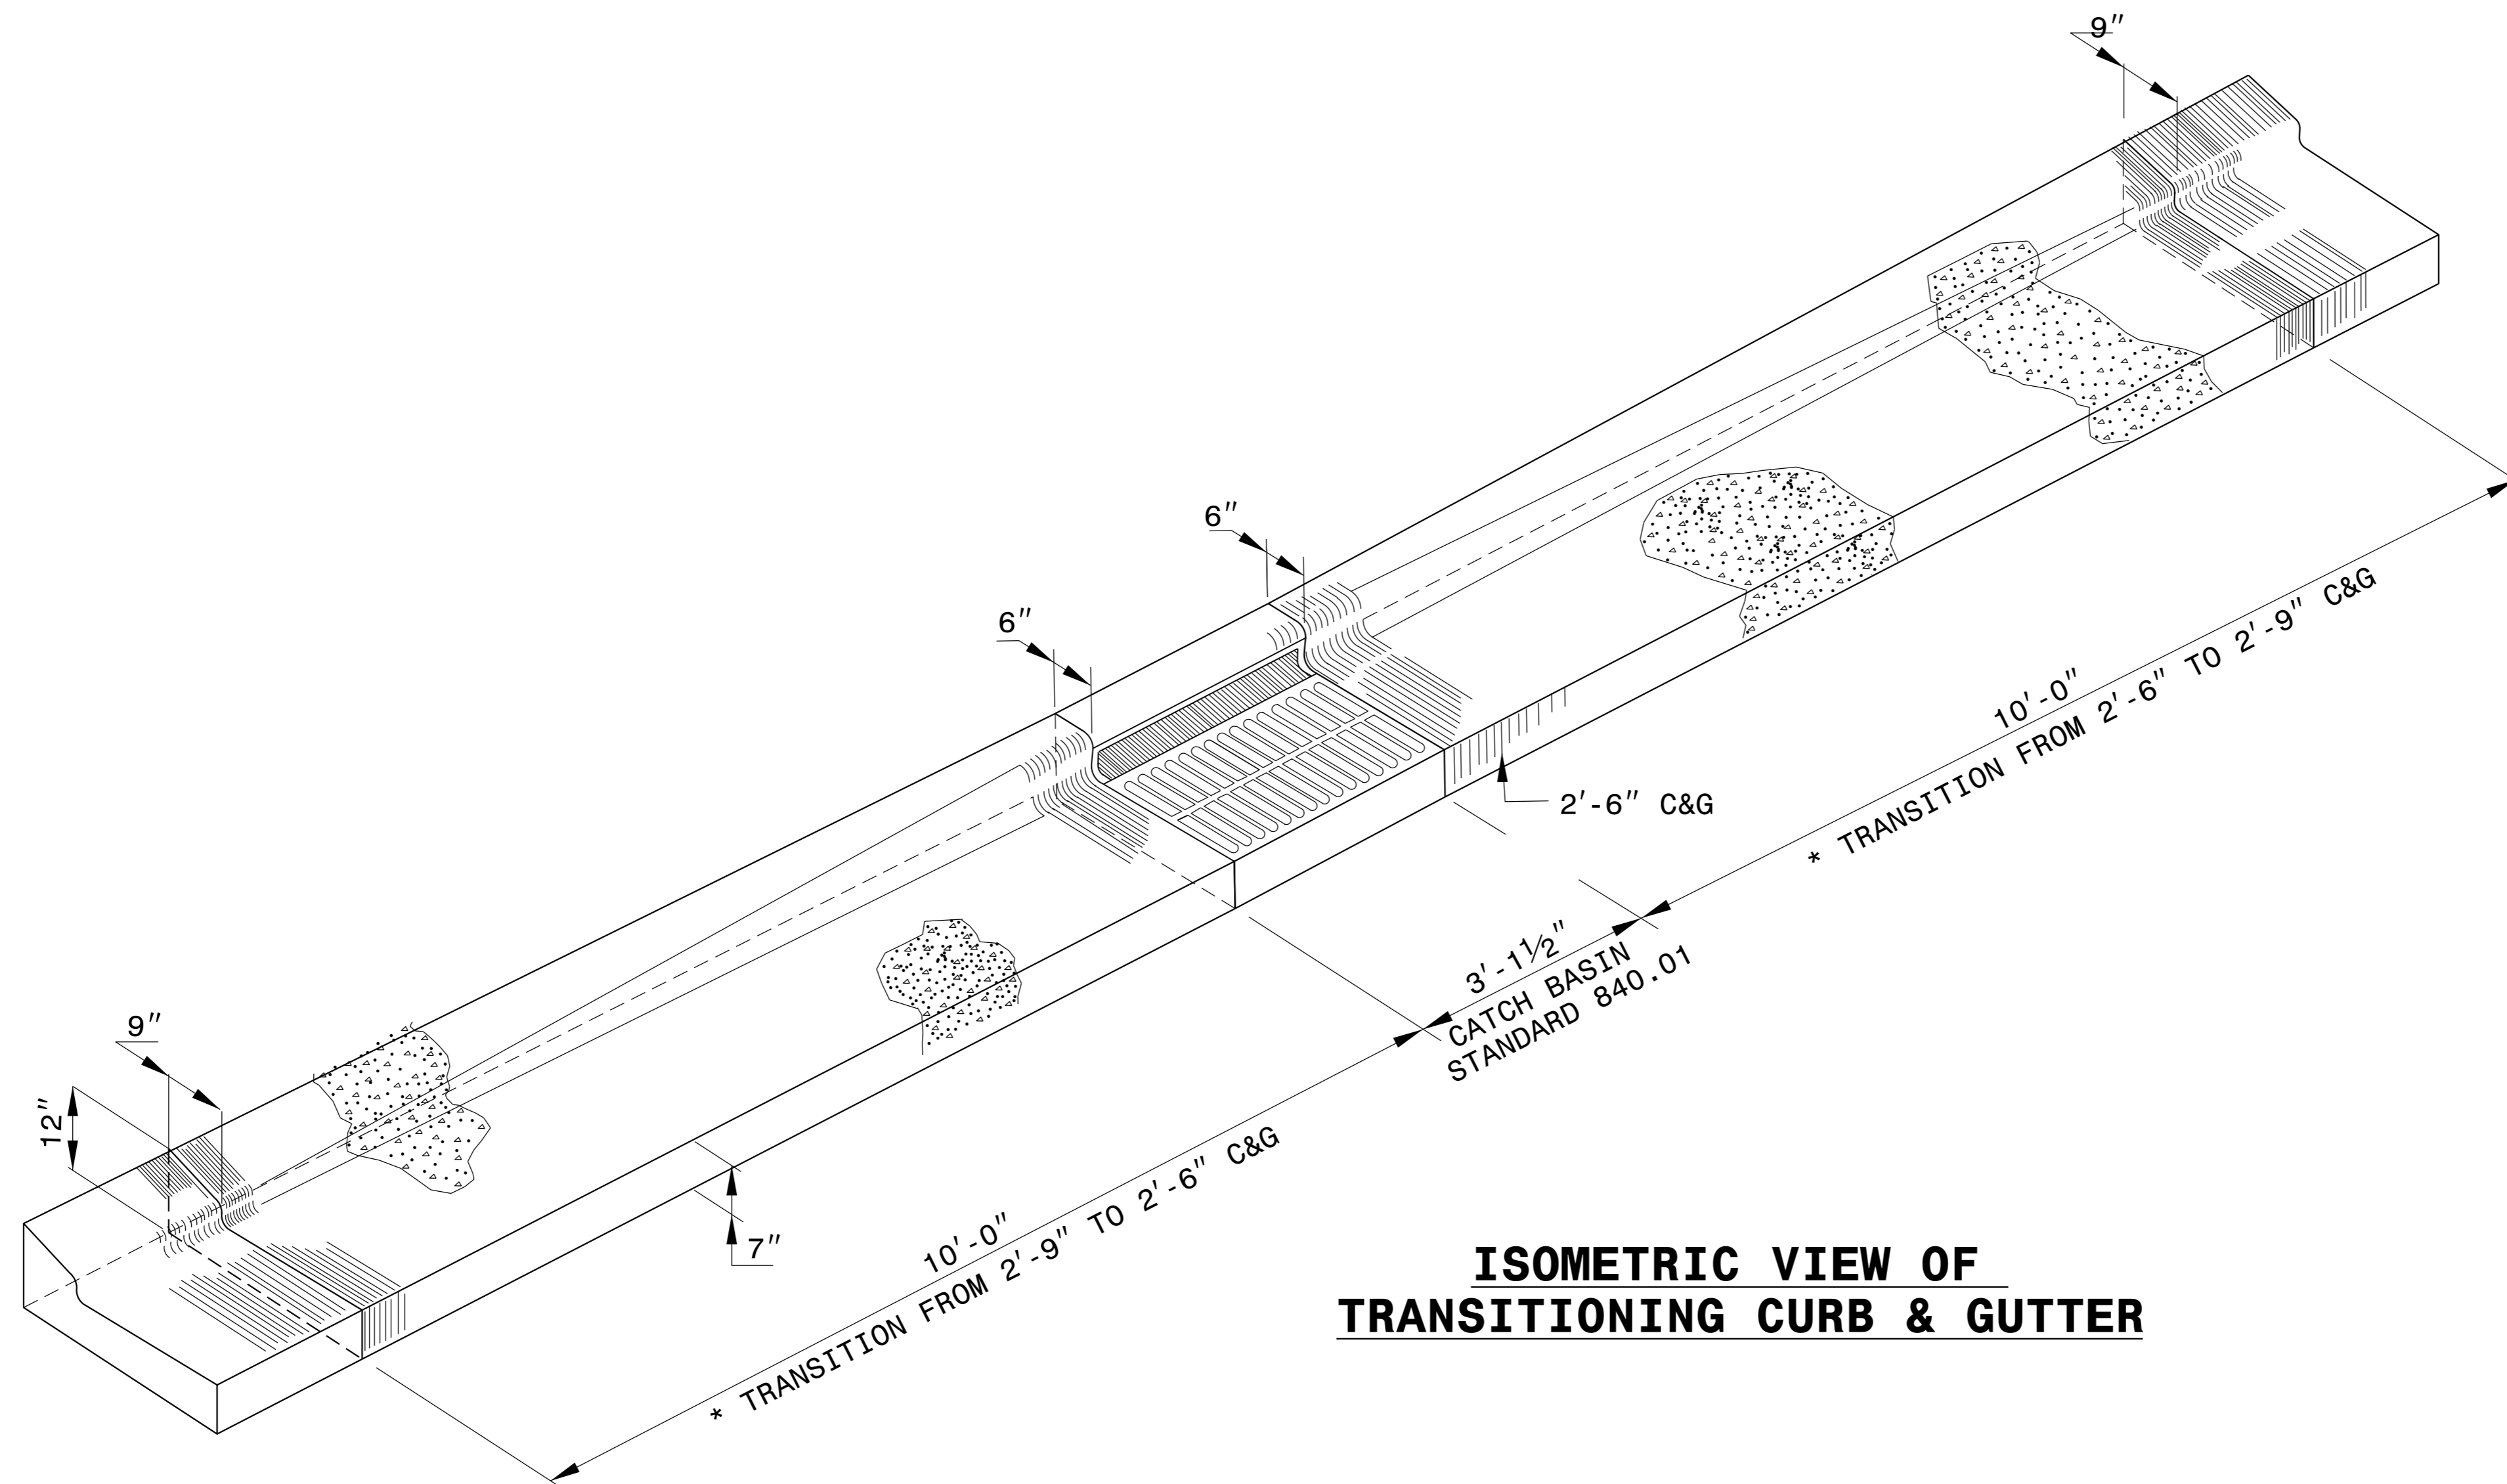 9″
6″
6″
2′-6″ C&G
10′-0″
* TRANSITION FROM 2′-6″ TO 2′-9″ C&G
3′-1½″
CATCH BASIN
STANDARD 840.01
9″
12″
7″
10′-0″
* TRANSITION FROM 2′-9″ TO 2′-6″ C&G
ISOMETRIC VIEW OF
TRANSITIONING CURB & GUTTER